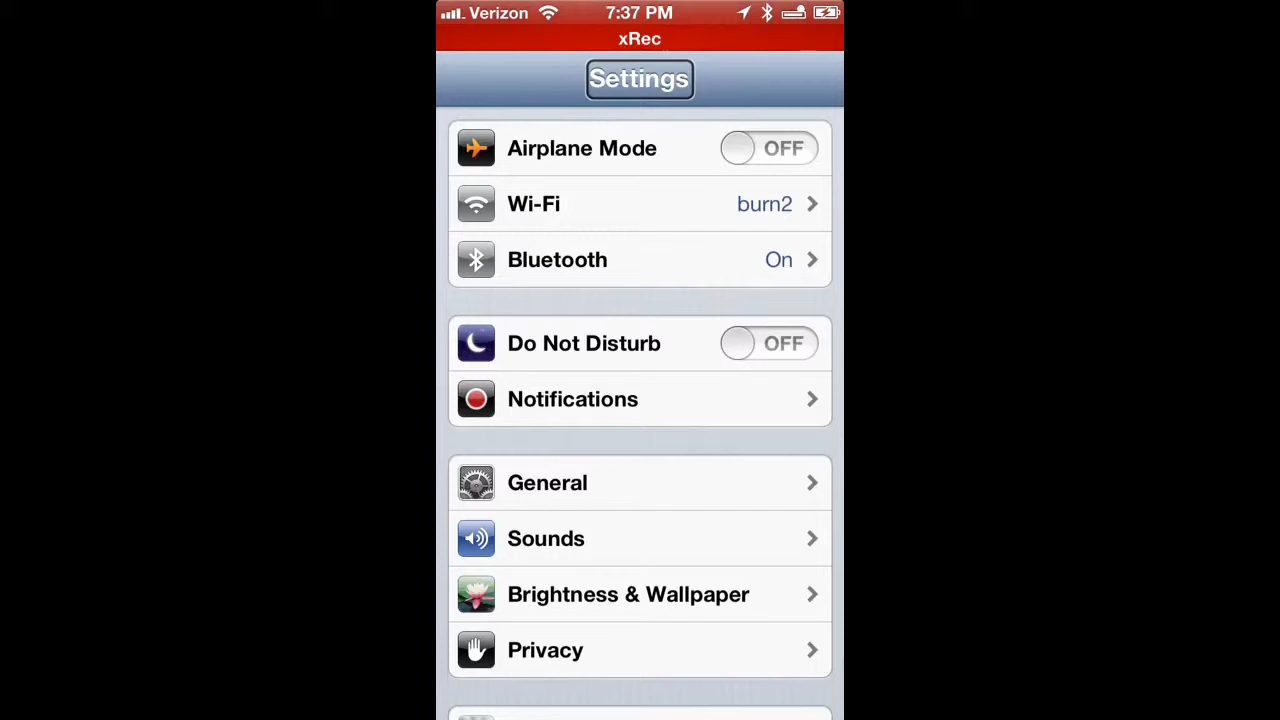 Verizon 7:37 PM
xRec
Settings
Airplane Mode OFF
Wi-Fi burn2
Bluetooth On
Do Not Disturb OFF
Notifications
General
Sounds
Brightness & Wallpaper
Privacy